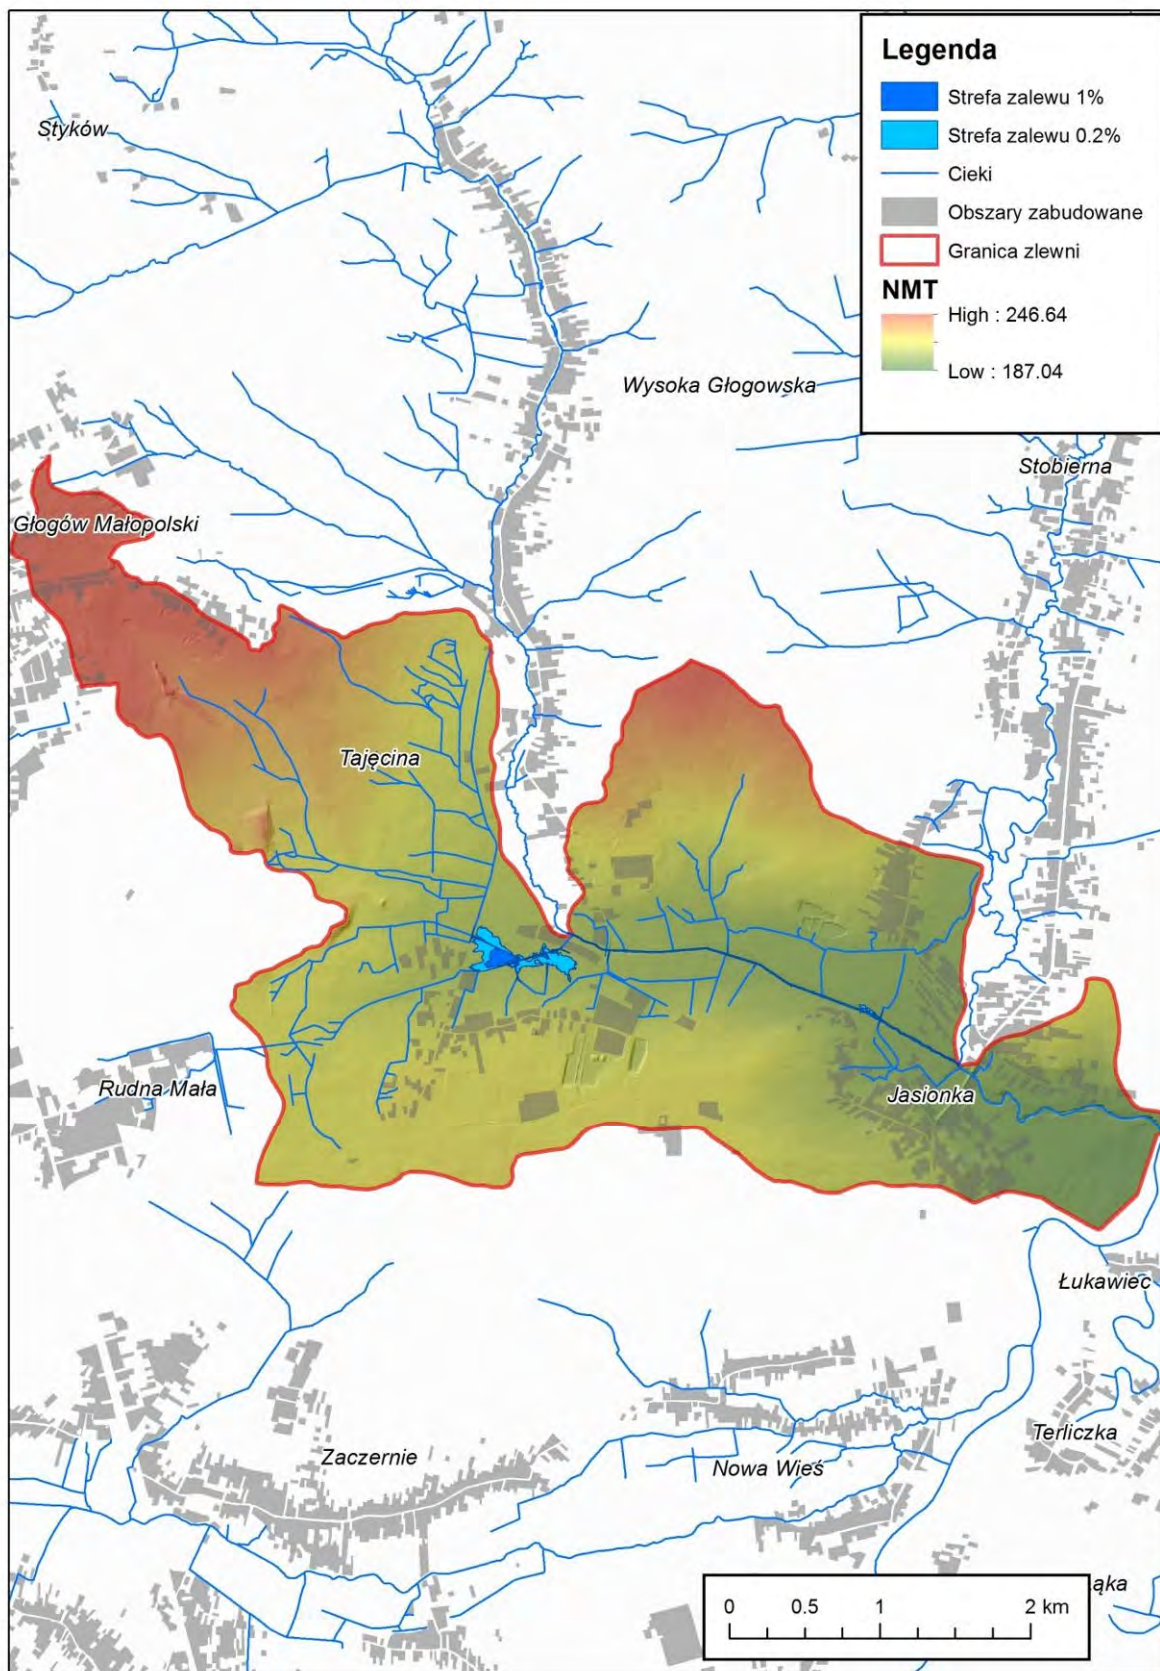 Legenda
Strefa zalewu 1%
Strefa zalewu 0.2%
Cieki
Obszary zabudowane
Granica zlewni
NMT
High : 246.64
Low : 187.04
Styków
Wysoka Głogowska
Stobierna
Głogów Małopolski
Tajęcina
Rudna Mała
Jasionka
Łukawiec
Terliczka
Zaczernie
Nowa Wieś
ąka
0 0.5 1 2 km